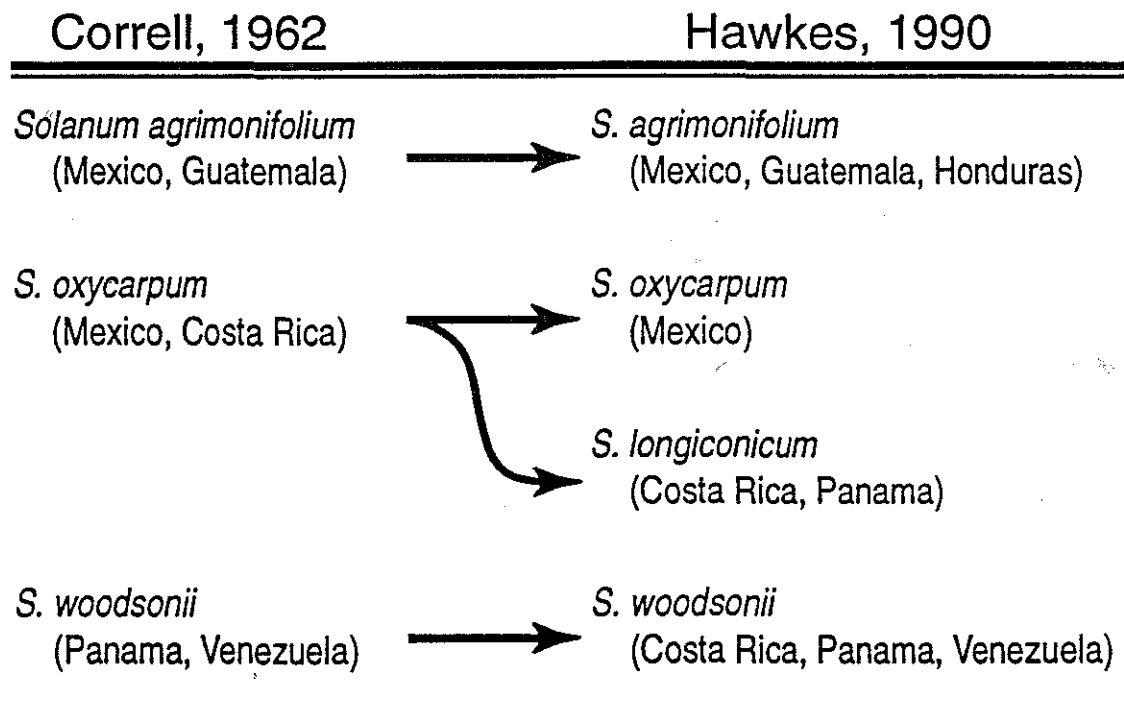 Correll, 1962 Hawkes, 1990
Solanum agrimonifolium S. agrimonifolium
(Mexico, Guatemala) (Mexico, Guatemala, Honduras)
S. oxycarpum S. oxycarpum
(Mexico, Costa Rica) (Mexico)
S. longiconicum
(Costa Rica, Panama)
S. woodsonii S. woodsonii
(Panama, Venezuela) (Costa Rica, Panama, Venezuela)